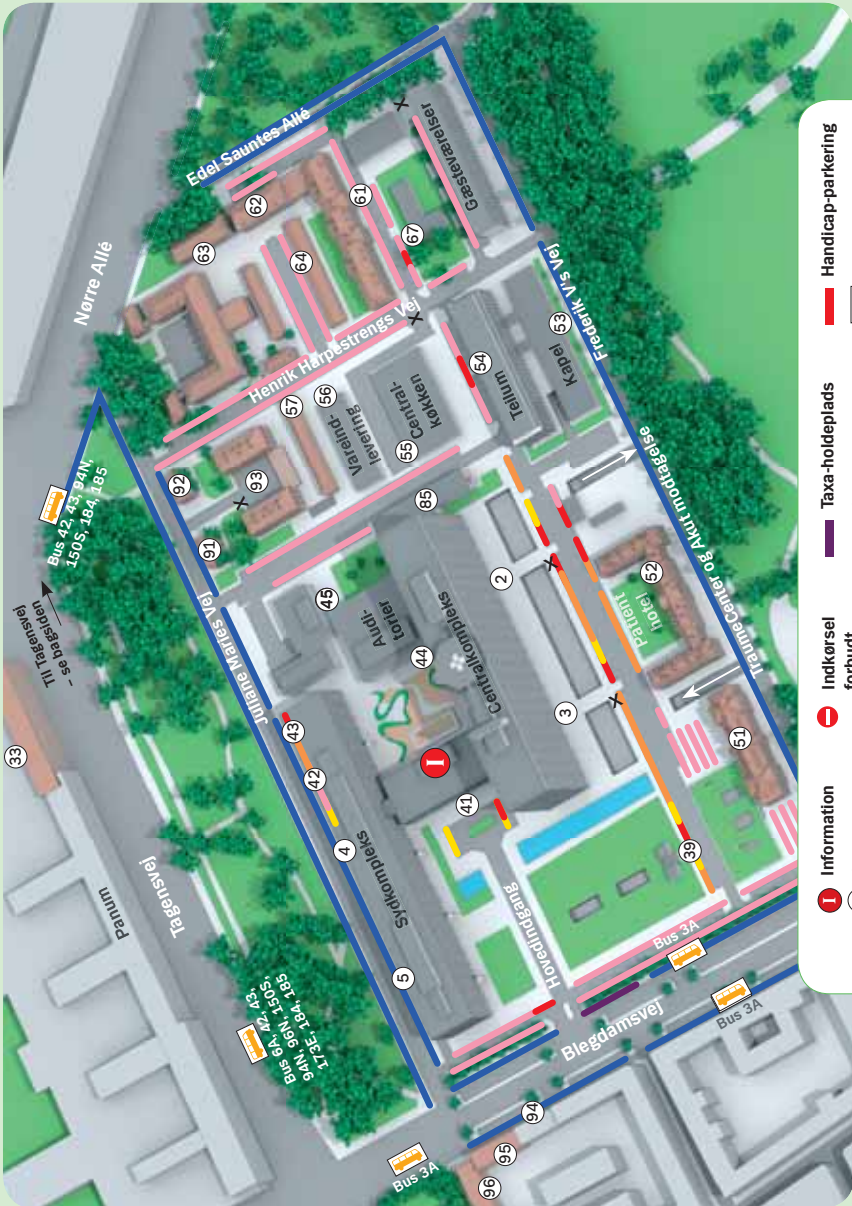 33
Panum
Tagensvej
Til Tagensvej
– se bagsiden
Bus 42, 43, 94N,
150S, 184, 185
Nørre Allé
Bus 6A, 42, 43,
94N, 96N, 150S,
173E, 184, 185
Juliane Maries Vej
Edel Sauntes Allé
Henrik Harpestrengs Vej
Frederik V's Vej
TraumeCenter og Akut modtagelse
Blegdamsvej
Bus 3A
Bus 3A
Bus 3A
Hovedindgang
Sydkompleks
Centralkompleks
Audi-
torier
Vareind-
levering
Central-
køkken
Teilum
Kapel
Gæsteværelser
Patient
hotel
I
2
3
4
5
39
41
42
43
44
45
51
52
53
54
55
56
57
61
62
63
64
67
85
91
92
93
94
95
96
X
X
X
X
X
I Information
Indkørsel
forbudt
Taxa-holdeplads
Handicap-parkering